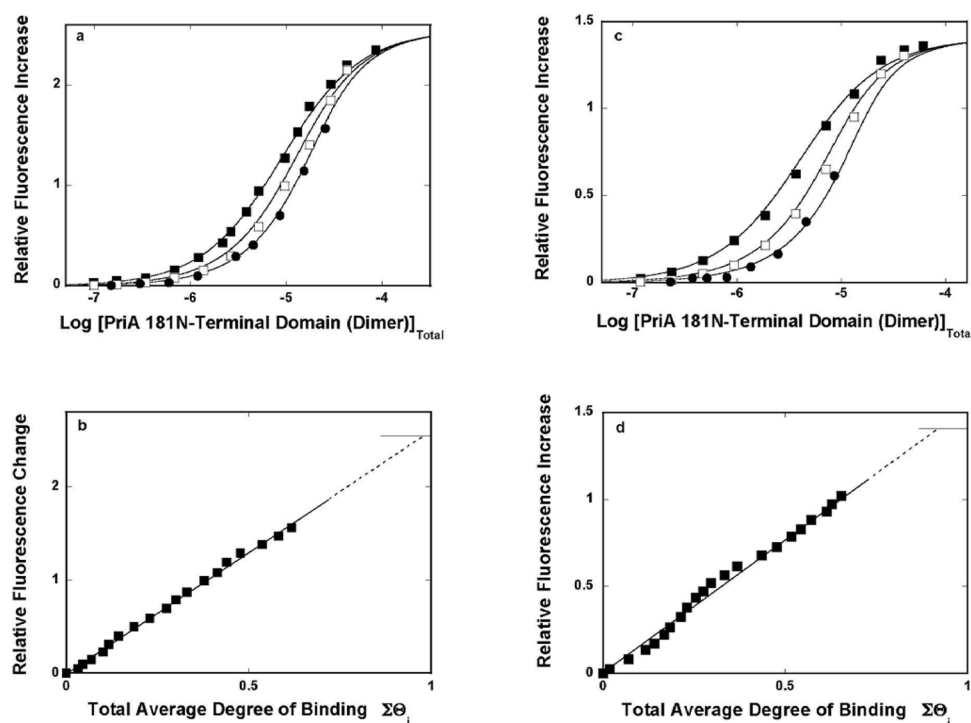 a
Relative Fluorescence Increase
2
1
0
-7 -6 -5 -4
Log [PriA 181N-Terminal Domain (Dimer)]Total
c
Relative Fluorescence Increase
1.5
1
0.5
0.0
-7 -6 -5 -4
Log [PriA 181N-Terminal Domain (Dimer)]Tota
b
Relative Fluorescence Change
2
1
0
0 0.5 1
Total Average Degree of Binding ΣΘi
d
Relative Fluorescence Increase
1.5
1.0
0.5
0.0
0 0.5 1
Total Average Degree of Binding ΣΘi